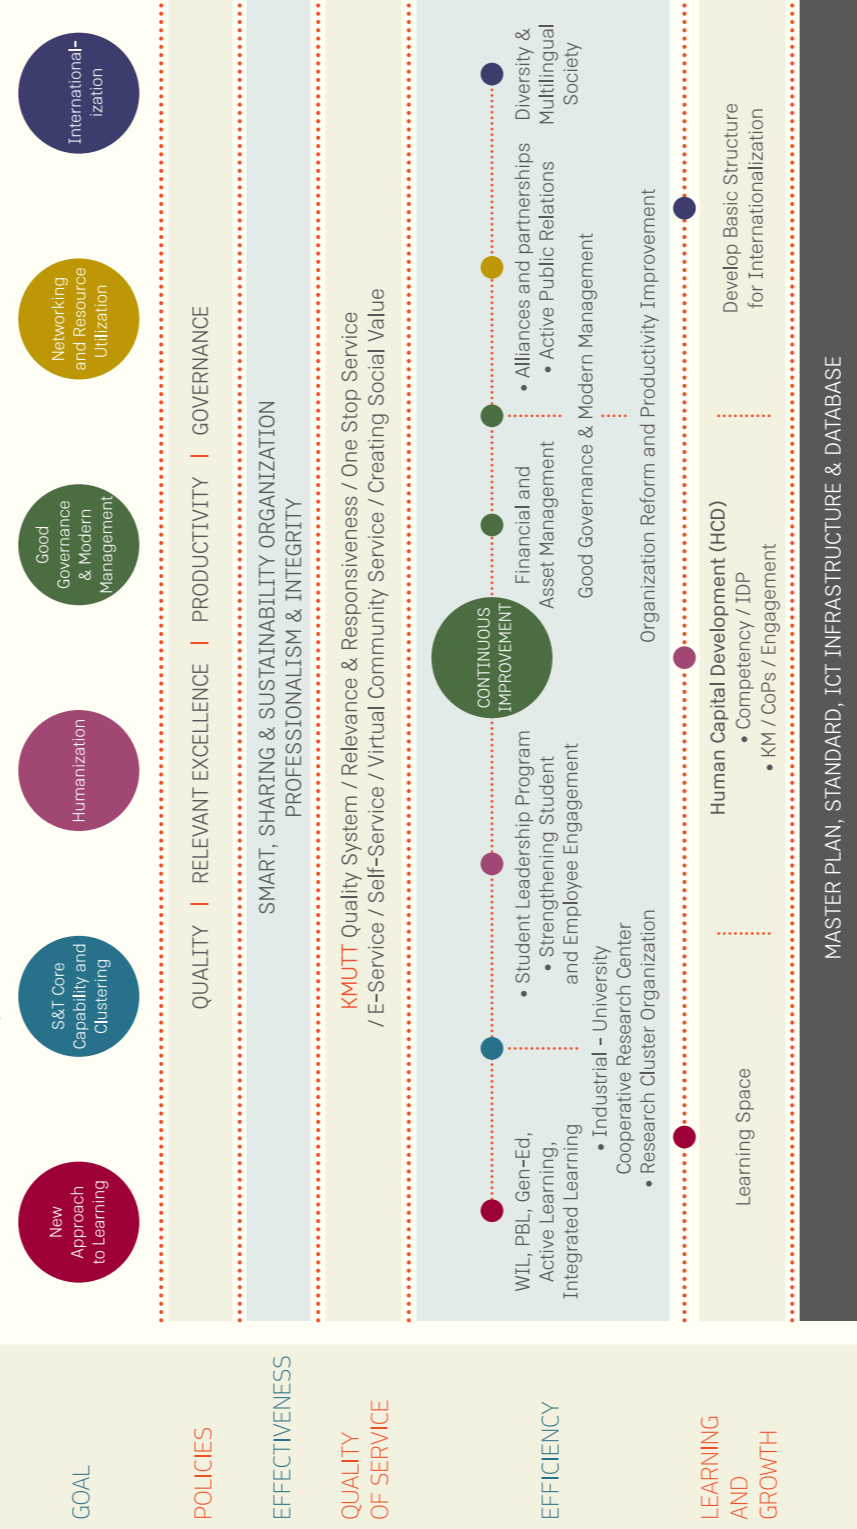 GOAL
New
Approach
to Learning
S&T Core
Capability and
Clustering
Humanization
Good
Governance
& Modern
Management
Networking
and Resource
Utilization
International-
ization
POLICIES
QUALITY | RELEVANT EXCELLENCE | PRODUCTIVITY | GOVERNANCE
EFFECTIVENESS
SMART, SHARING & SUSTAINABILITY ORGANIZATION
PROFESSIONALISM & INTEGRITY
QUALITY
OF SERVICE
KMUTT Quality System / Relevance & Responsiveness / One Stop Service
/ E-Service / Self-Service / Virtual Community Service / Creating Social Value
EFFICIENCY
CONTINUOUS
IMPROVEMENT
WIL, PBL, Gen-Ed,
Active Learning,
Integrated Learning
• Industrial - University
Cooperative Research Center
• Research Cluster Organization
• Student Leadership Program
• Strengthening Student
and Employee Engagement
Financial and
Asset Management
Good Governance & Modern Management
Organization Reform and Productivity Improvement
• Alliances and partnerships
• Active Public Relations
Diversity &
Multilingual
Society
LEARNING
AND
GROWTH
Learning Space
Human Capital Development (HCD)
• Competency / IDP
• KM / CoPs / Engagement
Develop Basic Structure
for Internationalization
MASTER PLAN, STANDARD, ICT INFRASTRUCTURE & DATABASE